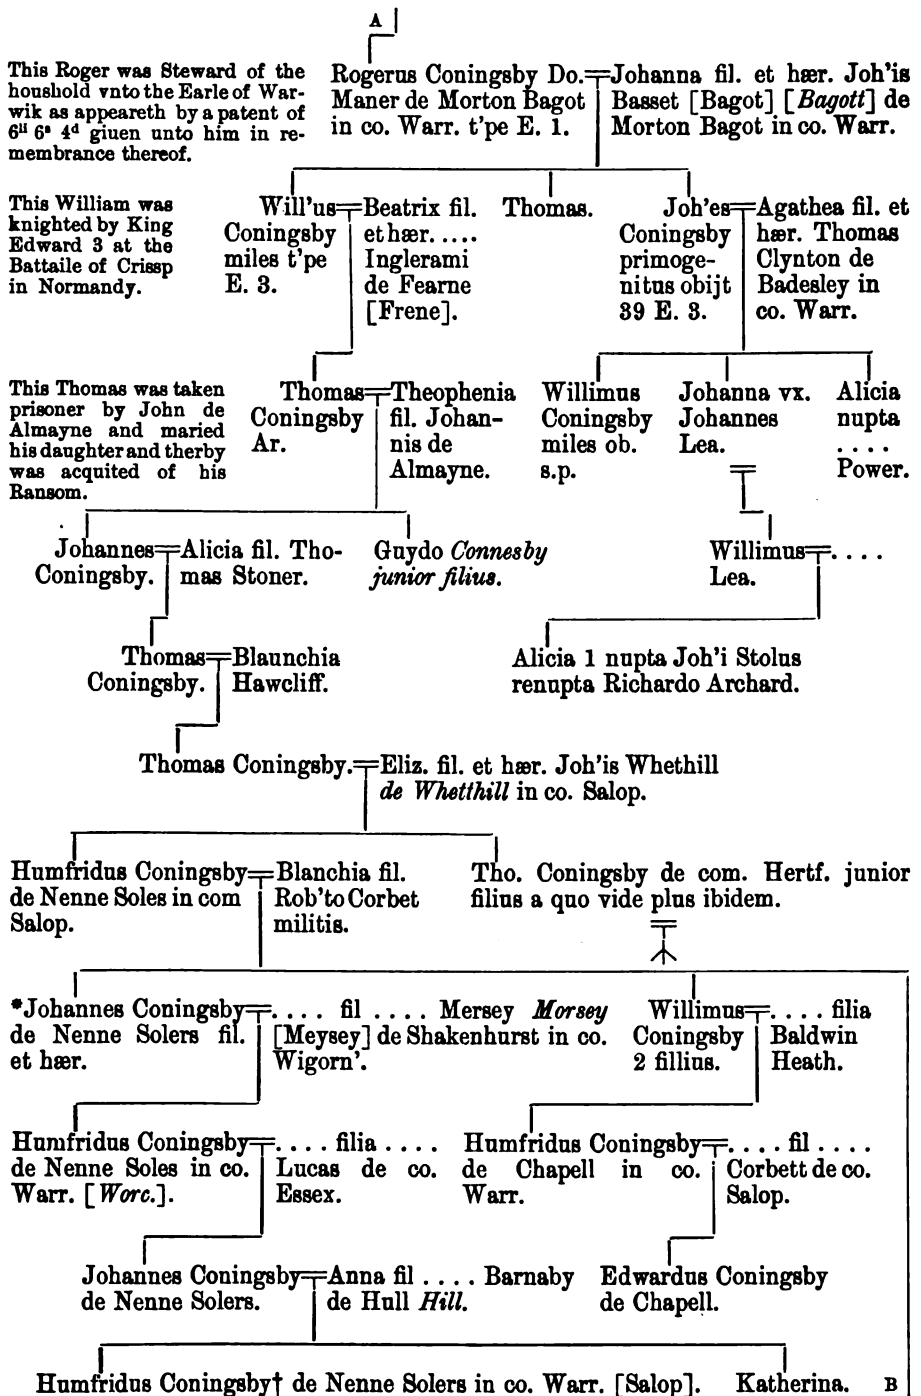 A
This Roger was Steward of the
houshold vnto the Earle of War-
wik as appeareth by a patent of
6ˡⁱ 6ˢ 4ᵈ giuen unto him in re-
membrance thereof.
Rogerus Coningsby Do.
Maner de Morton Bagot
in co. Warr. t'pe E. 1.
Johanna fil. et hær. Joh'is
Basset [Bagot] [Bagott] de
Morton Bagot in co. Warr.
This William was
knighted by King
Edward 3 at the
Battaile of Crissp
in Normandy.
Will'us
Coningsby
miles t'pe
E. 3.
Beatrix fil.
et hær. ....
Inglerami
de Fearne
[Frene].
Thomas.
Joh'es
Coningsby
primoge-
nitus obijt
39 E. 3.
Agathea fil. et
hær. Thomas
Clynton de
Badesley in
co. Warr.
This Thomas was taken
prisoner by John de
Almayne and maried
his daughter and therby
was acquited of his
Ransom.
Thomas
Coningsby
Ar.
Theophenia
fil. Johan-
nis de
Almayne.
Willimus
Coningsby
miles ob.
s.p.
Johanna vx.
Johannes
Lea.
Alicia
nupta
....
Power.
Johannes
Coningsby.
Alicia fil. Tho-
mas Stoner.
Guydo Connesby
junior filius.
Willimus
Lea.
....
Thomas
Coningsby.
Blaunchia
Hawcliff.
Alicia 1 nupta Joh'i Stolus
renupta Richardo Archard.
Thomas Coningsby.
Eliz. fil. et hær. Joh'is Whethill
de Whetthill in co. Salop.
Humfridus Coningsby
de Nenne Soles in com
Salop.
Blanchia fil.
Rob'to Corbet
militis.
Tho. Coningsby de com. Hertf. junior
filius a quo vide plus ibidem.
*Johannes Coningsby
de Nenne Solers fil.
et hær.
.... fil .... Mersey Morsey
[Meysey] de Shakenhurst in co.
Wigorn'.
Willimus
Coningsby
2 fillius.
.... filia
Baldwin
Heath.
Humfridus Coningsby
de Nenne Soles in co.
Warr. [Worc.].
.... filia ....
Lucas de co.
Essex.
Humfridus Coningsby
de Chapell in co.
Warr.
.... fil ....
Corbett de co.
Salop.
Johannes Coningsby
de Nenne Solers.
Anna fil .... Barnaby
de Hull Hill.
Edwardus Coningsby
de Chapell.
Humfridus Coningsby† de Nenne Solers in co. Warr. [Salop].
Katherina.
B